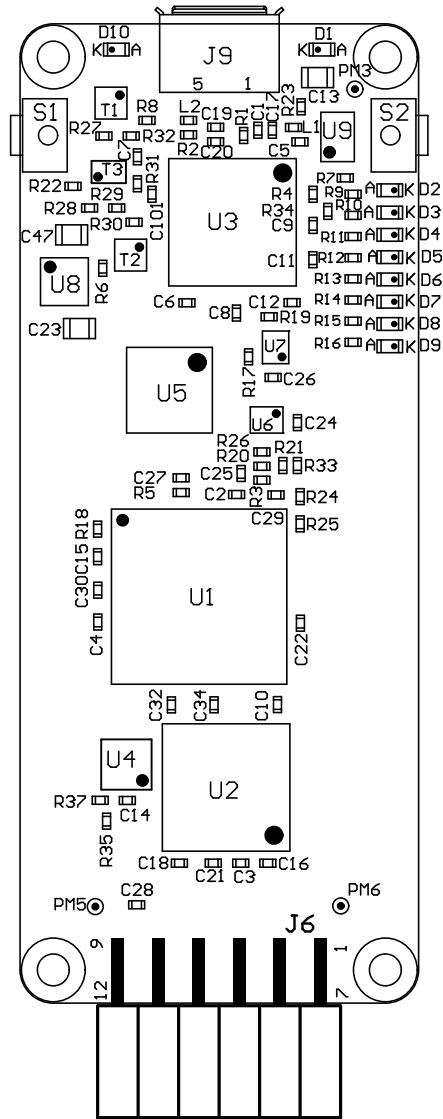 D10
K A
J9
5 1
D1
K A
PM3
C13
S1
T1
R8
L2
C19
R1
C1
C17
R23
L1
U9
S2
R27
R32
R2
C20
C5
C7
T3
R31
R22
R29
R28
R30
C101
C47
T2
U8
R6
C23
U3
R4
R34
C9
C11
R7
R9
R10
R11
R12
R13
R14
R15
R16
A K D2
A K D3
A K D4
A K D5
A K D6
A K D7
A K D8
A K D9
C6
C8
C12
R19
U5
U7
R17
C26
U6
C24
R26
R20
R21
R33
C27
R5
C25
C2
R3
C29
R24
R25
R18
C15
C30
C4
U1
C22
C32
C34
C10
U4
U2
R37
C14
R35
C18
C21
C3
C16
PM5
C28
PM6
J6
9
1
12
7